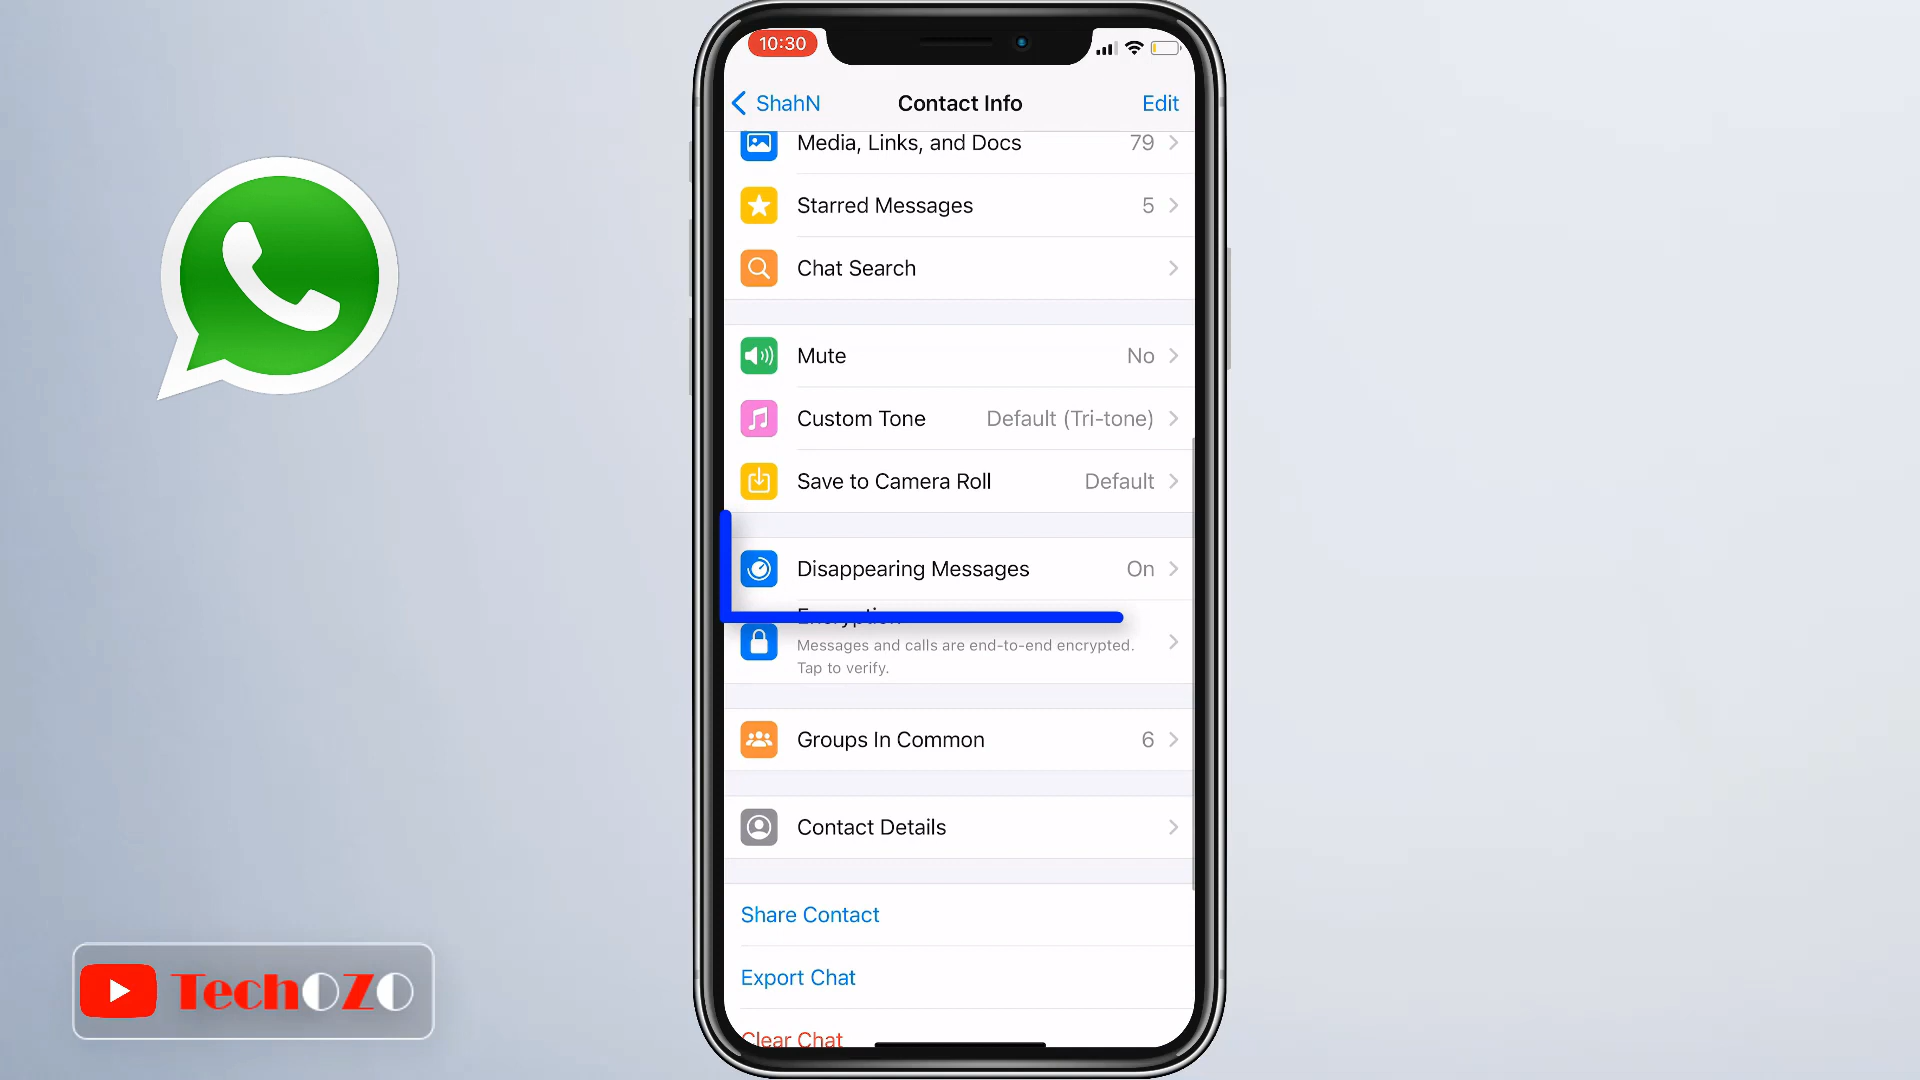 10:30
ShahN
Contact Info
Edit
Media, Links, and Docs 79
Starred Messages 5
Chat Search
Mute No
Custom Tone Default (Tri-tone)
Save to Camera Roll Default
Disappearing Messages On
Encryption
Messages and calls are end-to-end encrypted.
Tap to verify.
Groups In Common 6
Contact Details
Share Contact
Export Chat
Clear Chat
TechOZO